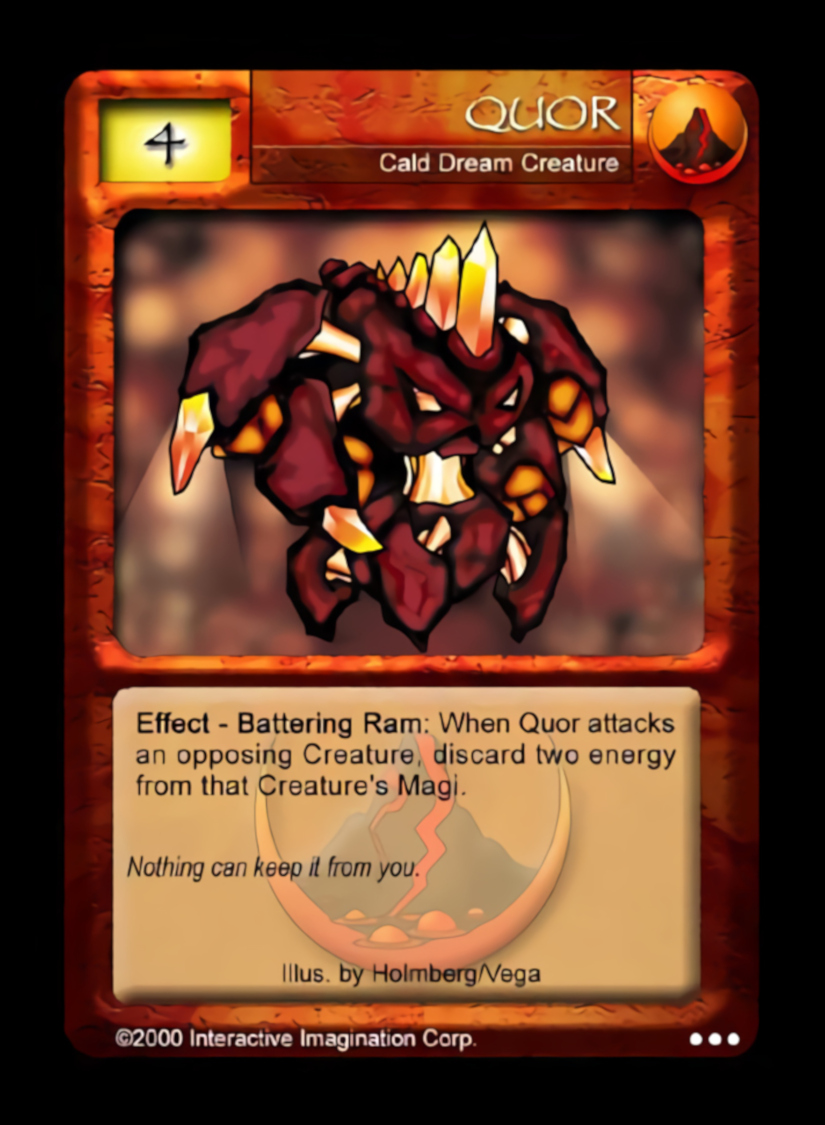 4
QUOR
Cald Dream Creature
Effect - Battering Ram: When Quor attacks
an opposing Creature, discard two energy
from that Creature's Magi.
Nothing can keep it from you.
Illus. by Holmberg/Vega
©2000 Interactive Imagination Corp.